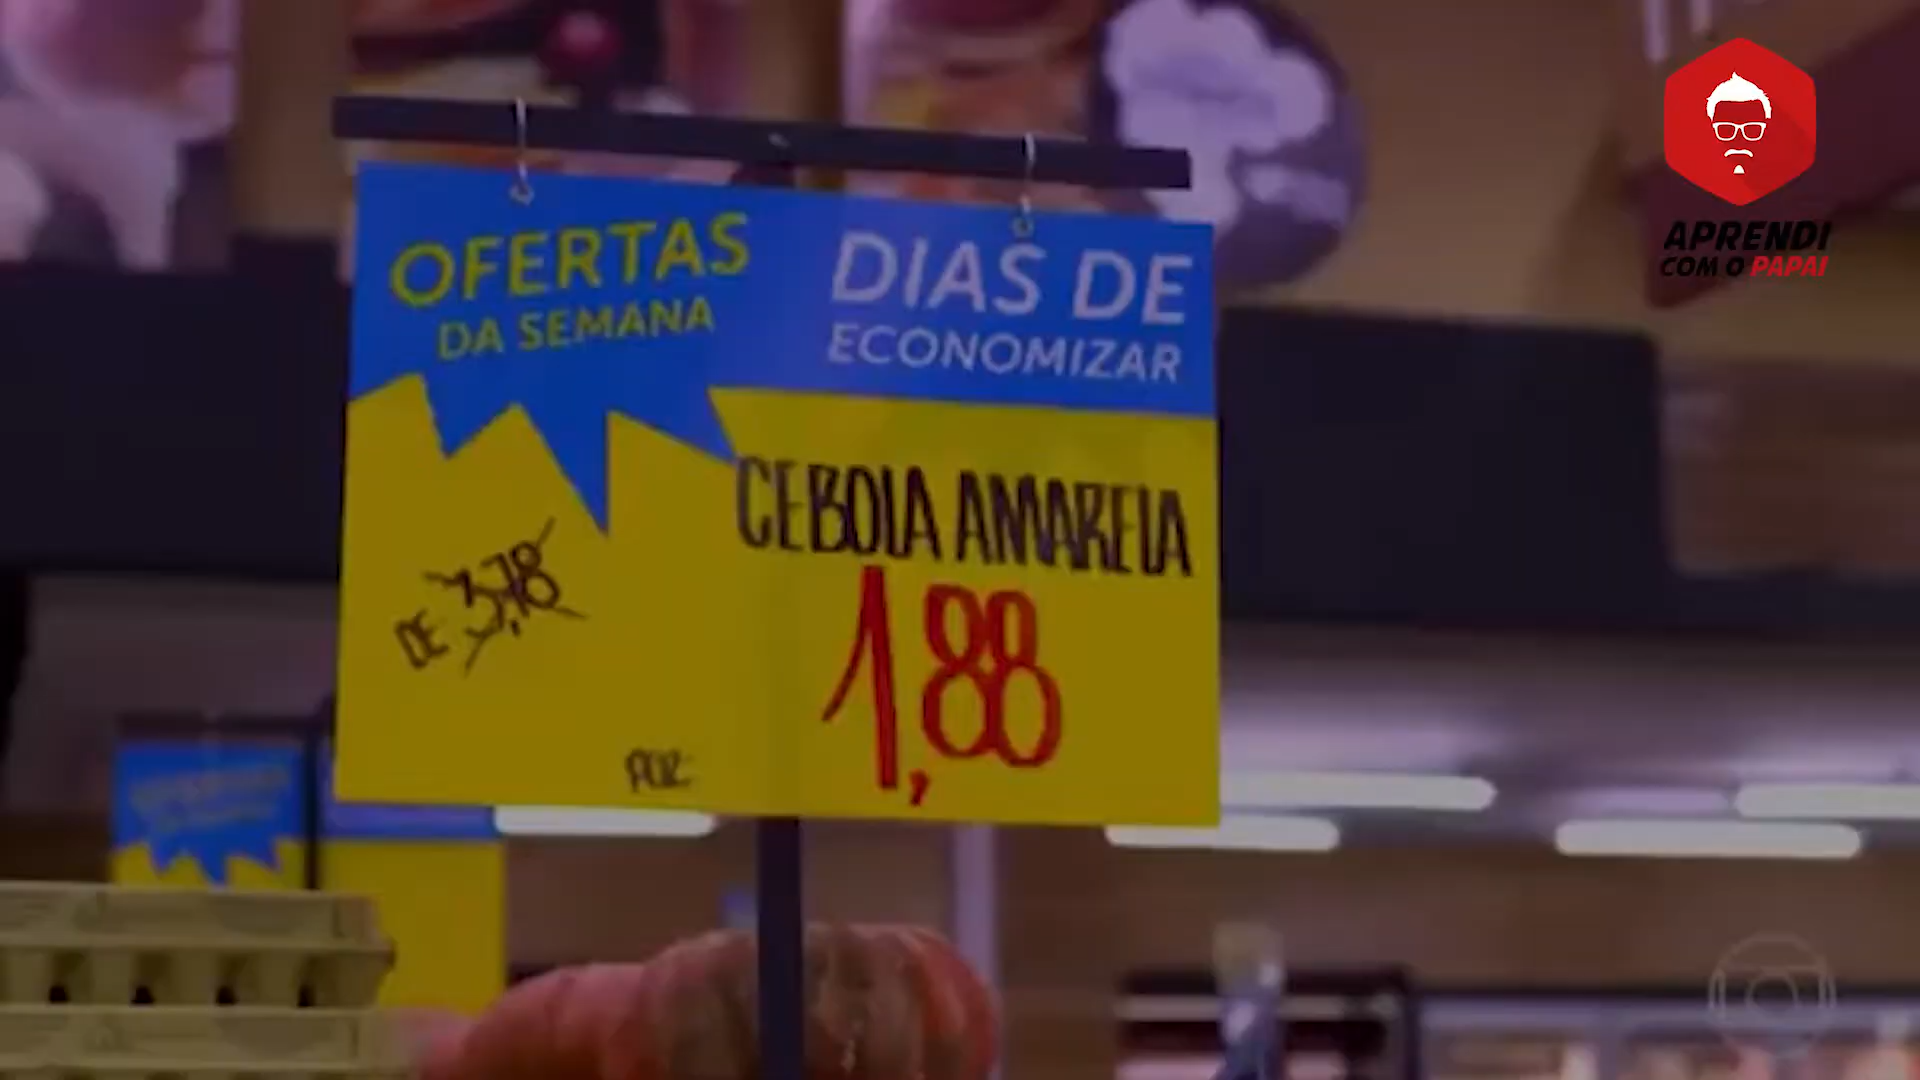 OFERTAS
DA SEMANA
DIAS DE
ECONOMIZAR
CEBOLA AMARELA
DE 3,78
POR:
1,88
APRENDI
COM O PAPAI